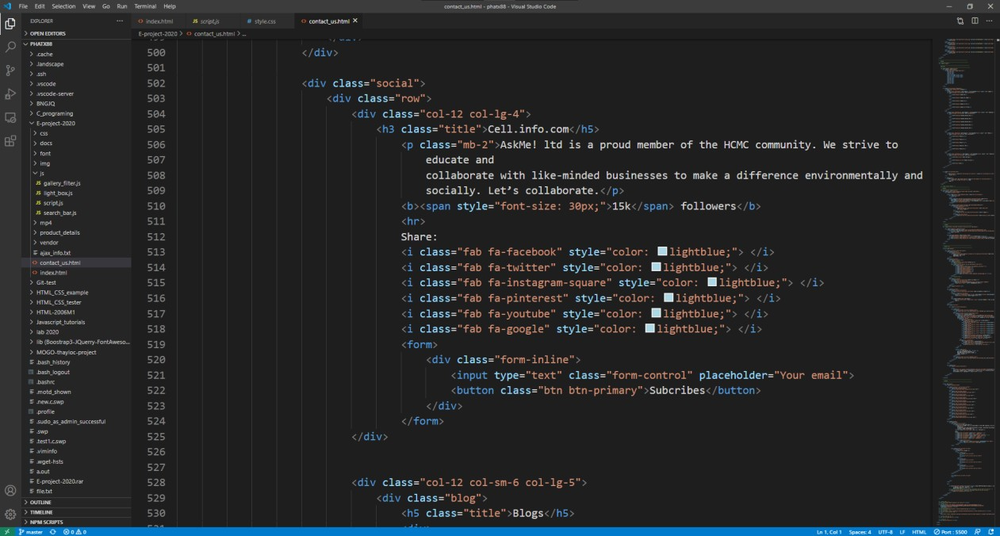 File Edit Selection View Go Run Terminal Help
contact_us.html - phatx88 - Visual Studio Code
EXPLORER ...
index.html
script.js
style.css
contact_us.html
OPEN EDITORS
E-project-2020 > contact_us.html > ...
PHATX88
.cache
.landscape
.ssh
.vscode
.vscode-server
BNGJQ
C_programing
E-project-2020
css
docs
font
img
js
gallery_filter.js
light_box.js
script.js
search_bar.js
mp4
product_details
vendor
ajax_info.txt
contact_us.html
index.html
Git-test
HTML_CSS_example
HTML_CSS_tester
HTML-2006M1
Javascript_tutorials
lab 2020
lib (Boostrap3-JQuerry-FontAweso...
MOGO-thayloc-project
.bash_history
.bash_logout
.bashrc
.motd_shown
.new.c.swp
.profile
.sudo_as_admin_successful
.swp
.test1.c.swp
.viminfo
.wget-hsts
a.out
E-project-2020.rar
file.txt
OUTLINE
TIMELINE
NPM SCRIPTS
500 </div>
501
502 <div class="social">
503 <div class="row">
504 <div class="col-12 col-lg-4">
505 <h3 class="title">Cell.info.com</h5>
506 <p class="mb-2">AskMe! ltd is a proud member of the HCMC community. We strive to
507 educate and
508 collaborate with like-minded businesses to make a difference environmentally and
509 socially. Let’s collaborate.</p>
510 <b><span style="font-size: 30px;">15k</span> followers</b>
511 <hr>
512 Share:
513 <i class="fab fa-facebook" style="color: lightblue;"> </i>
514 <i class="fab fa-twitter" style="color: lightblue;"> </i>
515 <i class="fab fa-instagram-square" style="color: lightblue;"> </i>
516 <i class="fab fa-pinterest" style="color: lightblue;"> </i>
517 <i class="fab fa-youtube" style="color: lightblue;"> </i>
518 <i class="fab fa-google" style="color: lightblue;"> </i>
519 <form>
520 <div class="form-inline">
521 <input type="text" class="form-control" placeholder="Your email">
522 <button class="btn btn-primary">Subcribes</button>
523 </div>
524 </form>
525 </div>
526
527
528 <div class="col-12 col-sm-6 col-lg-5">
529 <div class="blog">
530 <h5 class="title">Blogs</h5>
master 0 0
Ln 1, Col 1 Spaces: 4 UTF-8 LF HTML Port : 5500